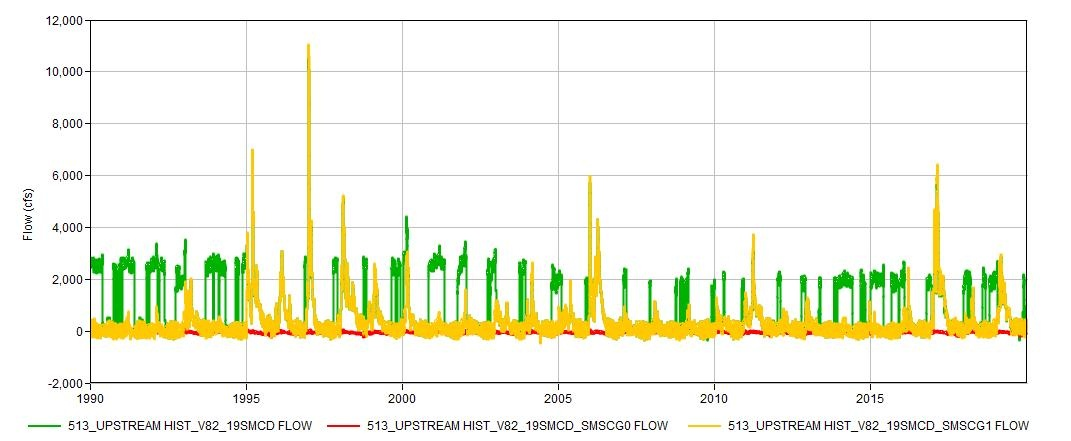 12,000
10,000
8,000
6,000
4,000
2,000
0
-2,000
Flow (cfs)
1990 1995 2000 2005 2010 2015
513_UPSTREAM HIST_V82_19SMCD FLOW 513_UPSTREAM HIST_V82_19SMCD_SMSCG0 FLOW 513_UPSTREAM HIST_V82_19SMCD_SMSCG1 FLOW